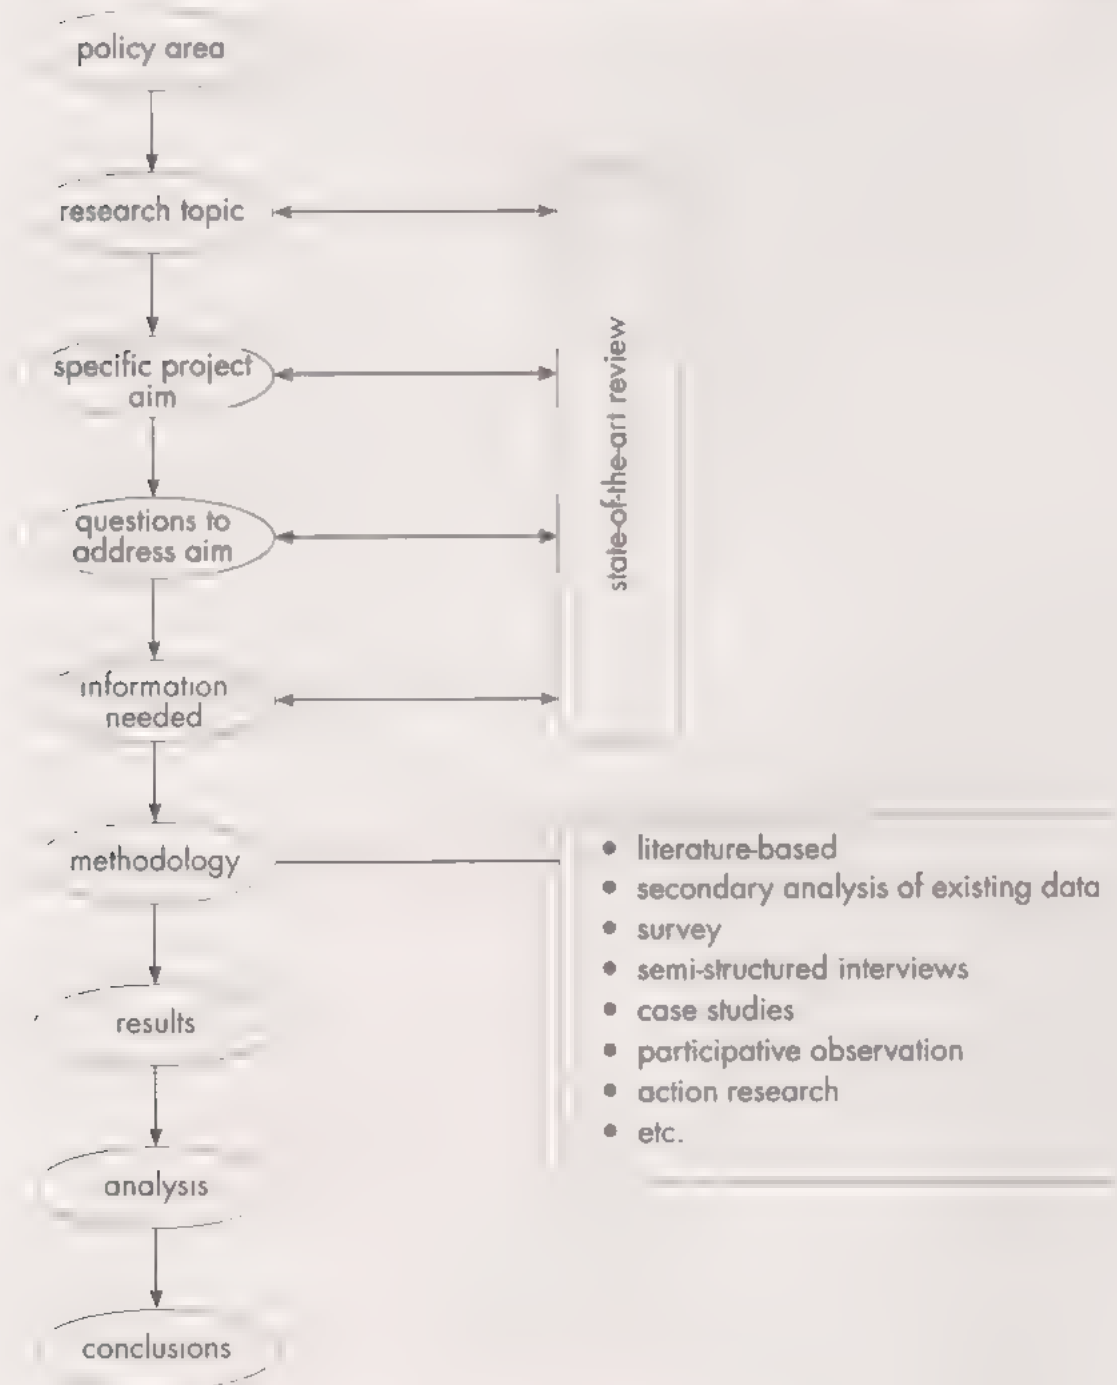 policy area
research topic
specific project
aim
questions to
address aim
information
needed
methodology
results
analysis
conclusions
state-of-the-art review
• literature-based
• secondary analysis of existing data
• survey
• semi-structured interviews
• case studies
• participative observation
• action research
• etc.